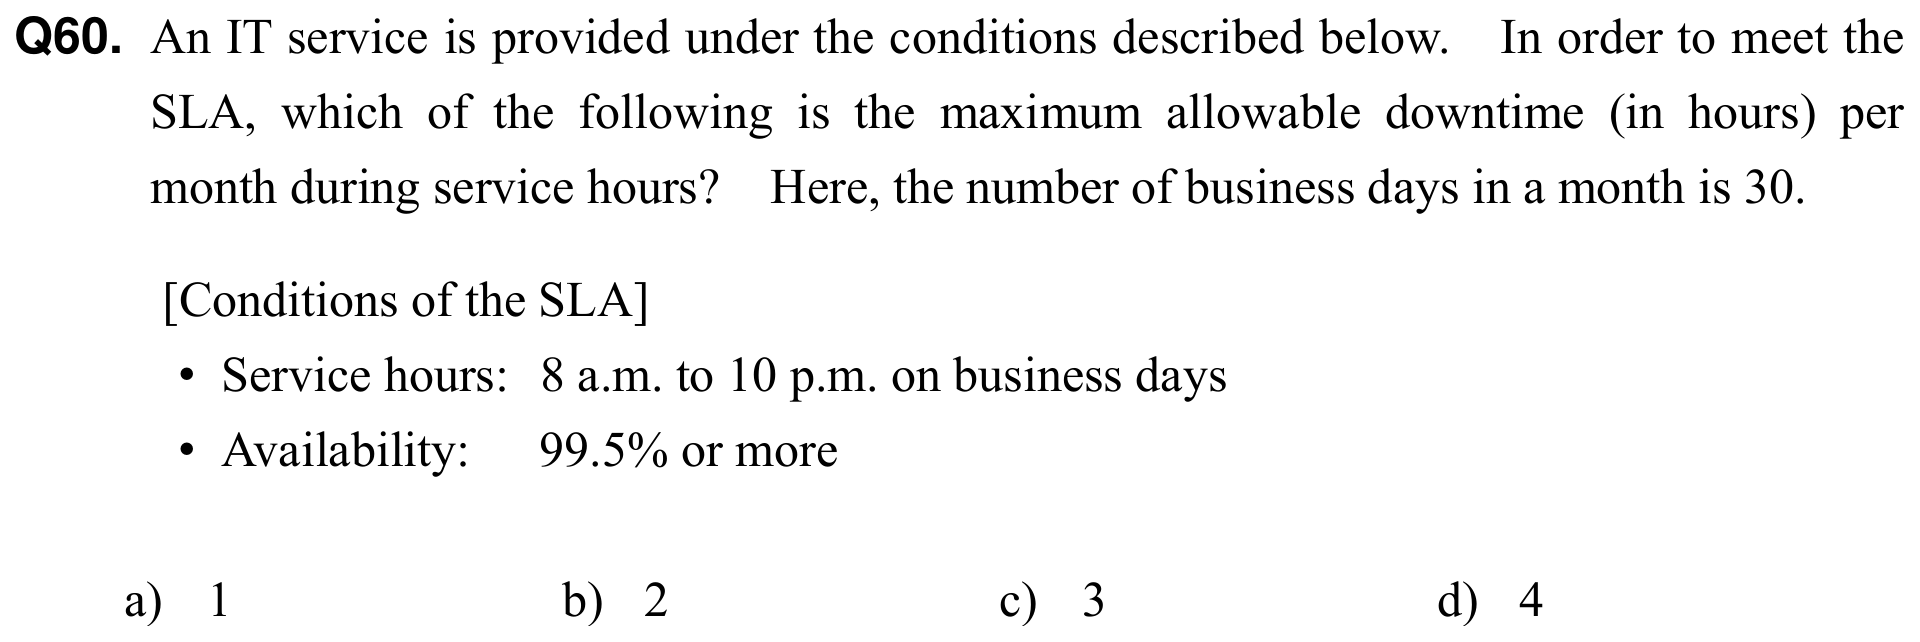 Q60. An IT service is provided under the conditions described below. In order to meet the
SLA, which of the following is the maximum allowable downtime (in hours) per
month during service hours? Here, the number of business days in a month is 30.
[Conditions of the SLA]
• Service hours: 8 a.m. to 10 p.m. on business days
• Availability: 99.5% or more
a) 1 b) 2 c) 3 d) 4